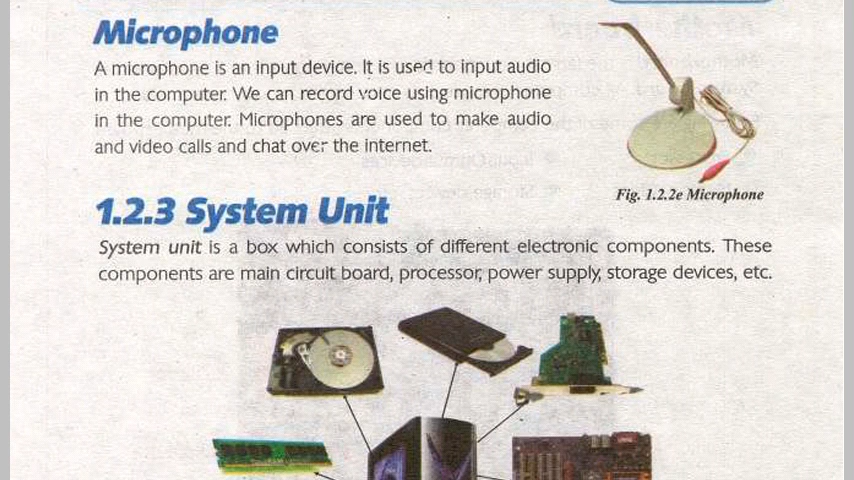 Microphone
A microphone is an input device. It is used to input audio
in the computer. We can record voice using microphone
in the computer. Microphones are used to make audio
and video calls and chat over the internet.
Fig. 1.2.2e Microphone
1.2.3 System Unit
System unit is a box which consists of different electronic components. These
components are main circuit board, processor, power supply, storage devices, etc.